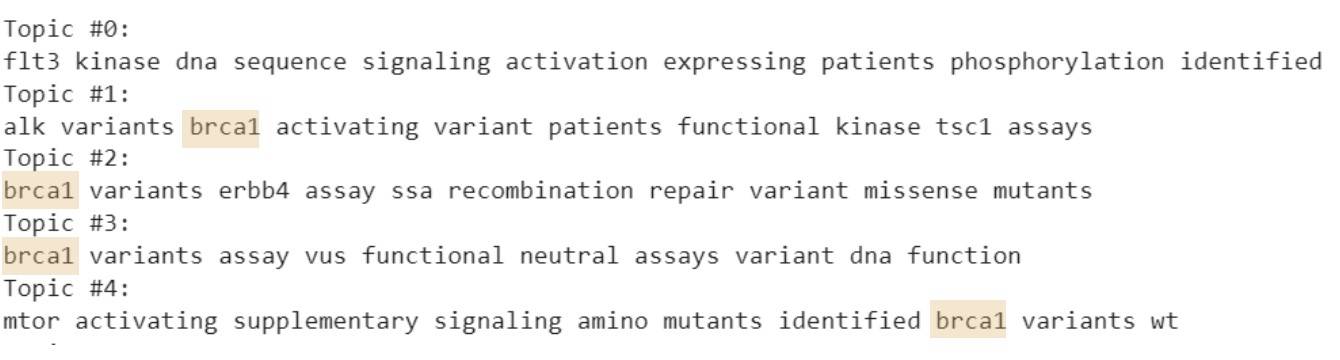 Topic #0:
flt3 kinase dna sequence signaling activation expressing patients phosphorylation identified
Topic #1:
alk variants brca1 activating variant patients functional kinase tsc1 assays
Topic #2:
brca1 variants erbb4 assay ssa recombination repair variant missense mutants
Topic #3:
brca1 variants assay vus functional neutral assays variant dna function
Topic #4:
mtor activating supplementary signaling amino mutants identified brca1 variants wt